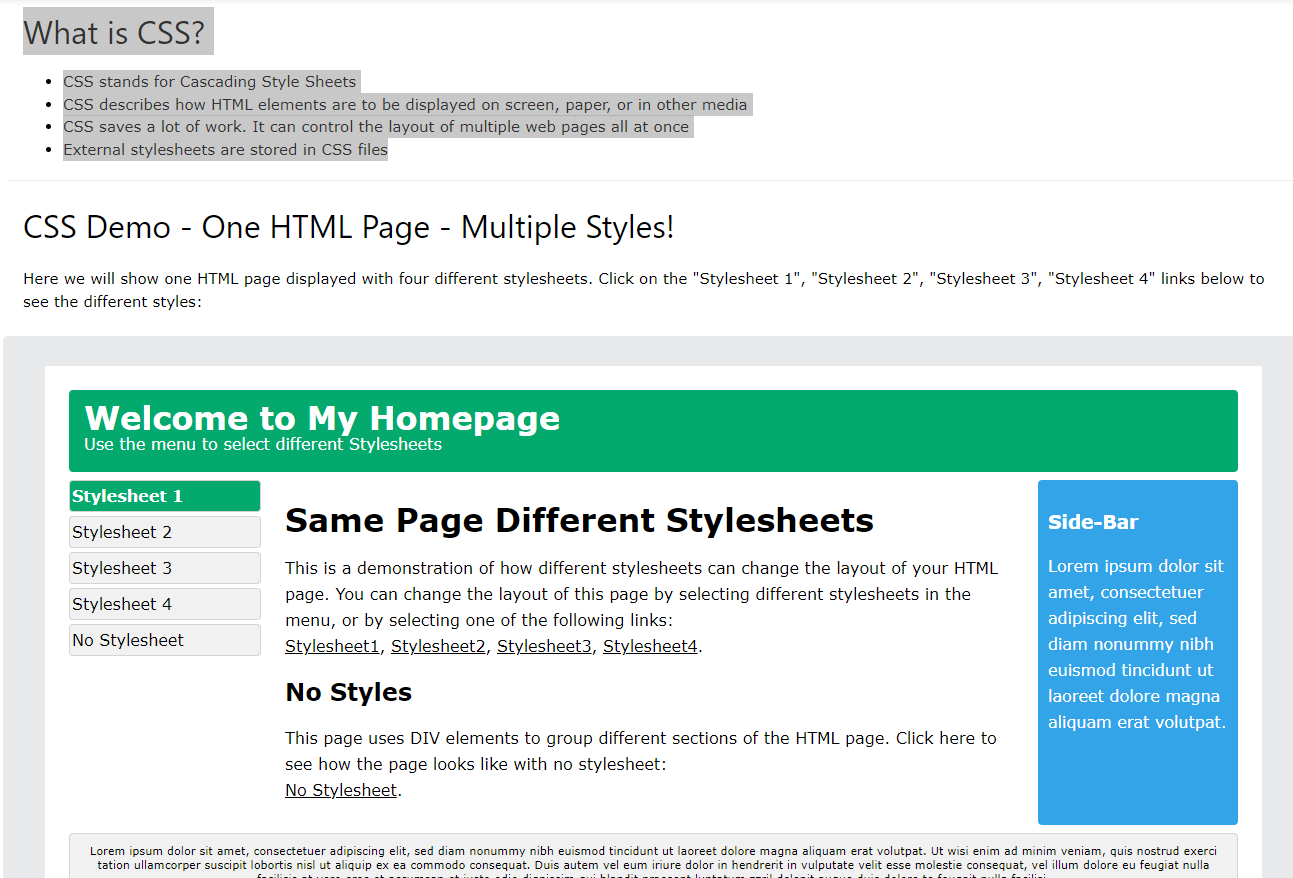 What is CSS?
CSS stands for Cascading Style Sheets
CSS describes how HTML elements are to be displayed on screen, paper, or in other media
CSS saves a lot of work. It can control the layout of multiple web pages all at once
External stylesheets are stored in CSS files
CSS Demo - One HTML Page - Multiple Styles!
Here we will show one HTML page displayed with four different stylesheets. Click on the "Stylesheet 1", "Stylesheet 2", "Stylesheet 3", "Stylesheet 4" links below to
see the different styles:
Welcome to My Homepage
Use the menu to select different Stylesheets
Stylesheet 1
Stylesheet 2
Stylesheet 3
Stylesheet 4
No Stylesheet
Same Page Different Stylesheets
This is a demonstration of how different stylesheets can change the layout of your HTML
page. You can change the layout of this page by selecting different stylesheets in the
menu, or by selecting one of the following links:
Stylesheet1, Stylesheet2, Stylesheet3, Stylesheet4.
No Styles
This page uses DIV elements to group different sections of the HTML page. Click here to
see how the page looks like with no stylesheet:
No Stylesheet.
Side-Bar
Lorem ipsum dolor sit
amet, consectetuer
adipiscing elit, sed
diam nonummy nibh
euismod tincidunt ut
laoreet dolore magna
aliquam erat volutpat.
Lorem ipsum dolor sit amet, consectetuer adipiscing elit, sed diam nonummy nibh euismod tincidunt ut laoreet dolore magna aliquam erat volutpat. Ut wisi enim ad minim veniam, quis nostrud exerci
tation ullamcorper suscipit lobortis nisl ut aliquip ex ea commodo consequat. Duis autem vel eum iriure dolor in hendrerit in vulputate velit esse molestie consequat, vel illum dolore eu feugiat nulla